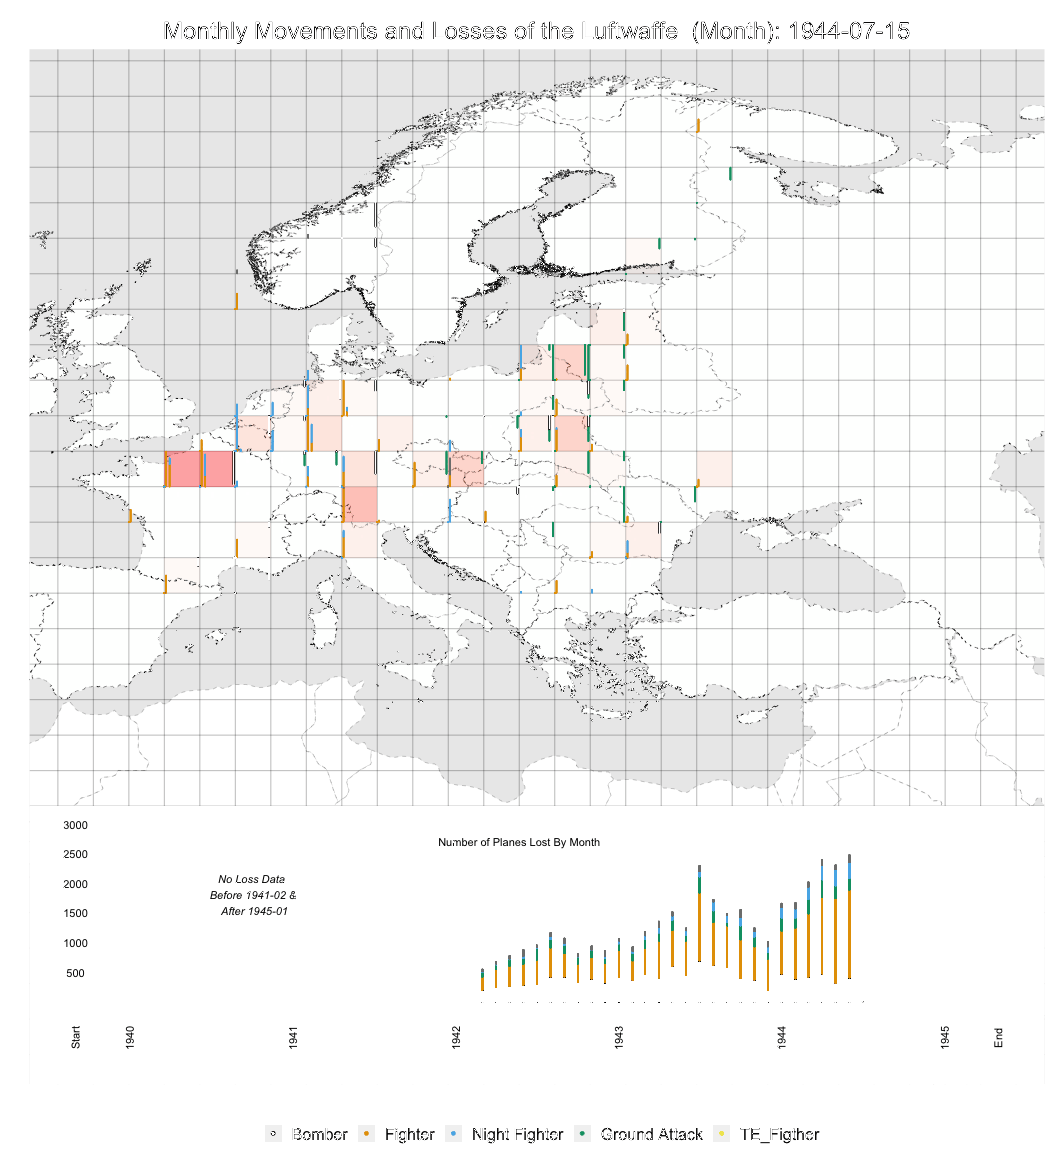 Monthly Movements and Losses of the Luftwaffe (Month): 1944-07-15
3000
Number of Planes Lost By Month
2500
No Loss Data
2000
Before 1941-02 &
After 1945-01
1500
1000
500
Start
1940
1941
1942
1943
1944
1945
End
Bomber Fighter Night Fighter Ground Attack TE_Figther